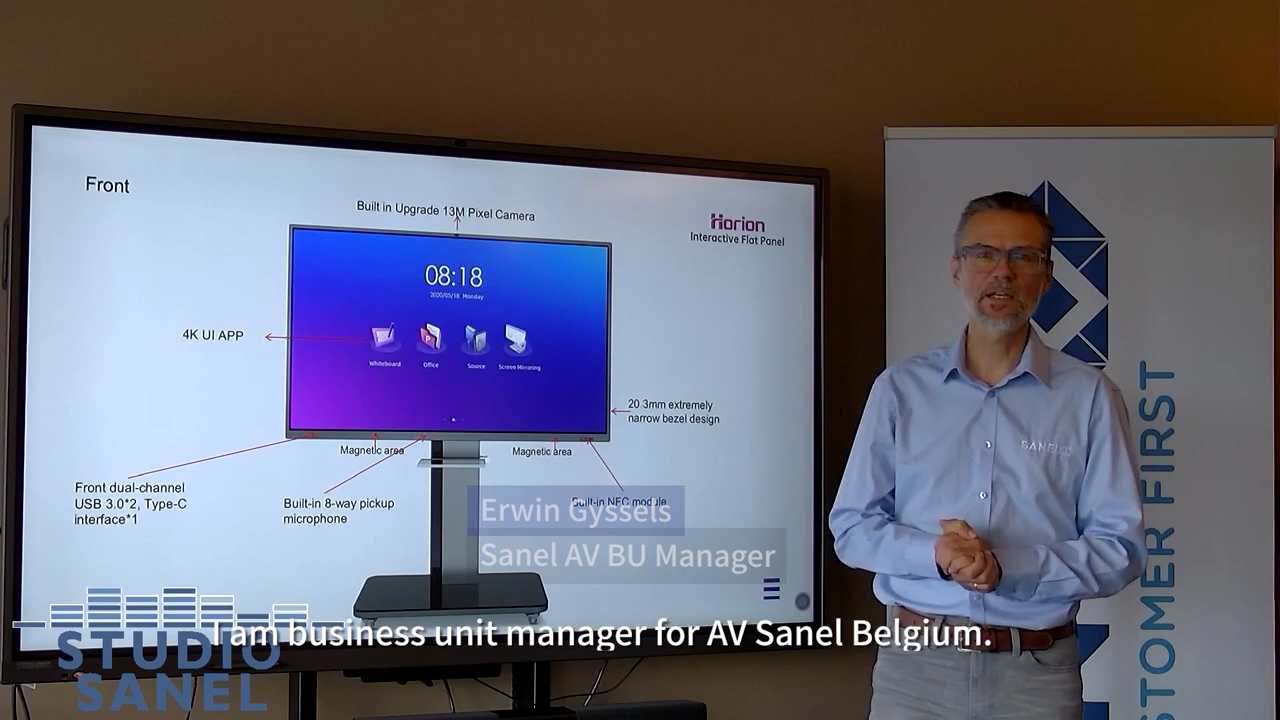 Front
Built in Upgrade 13M Pixel Camera
Horion
Interactive Flat Panel
08:18
2020/05/18 Monday
4K UI APP
Whiteboard
Office
Source
Screen Mirroring
20.3mm extremely
narrow bezel design
Magnetic area
Magnetic area
Front dual-channel
USB 3.0*2, Type-C
interface*1
Built-in 8-way pickup
microphone
Built-in NFC module
Erwin Gyssels
Sanel AV BU Manager
I am business unit manager for AV Sanel Belgium.
STUDIO
SANEL
SANEL
STOMER FIRST